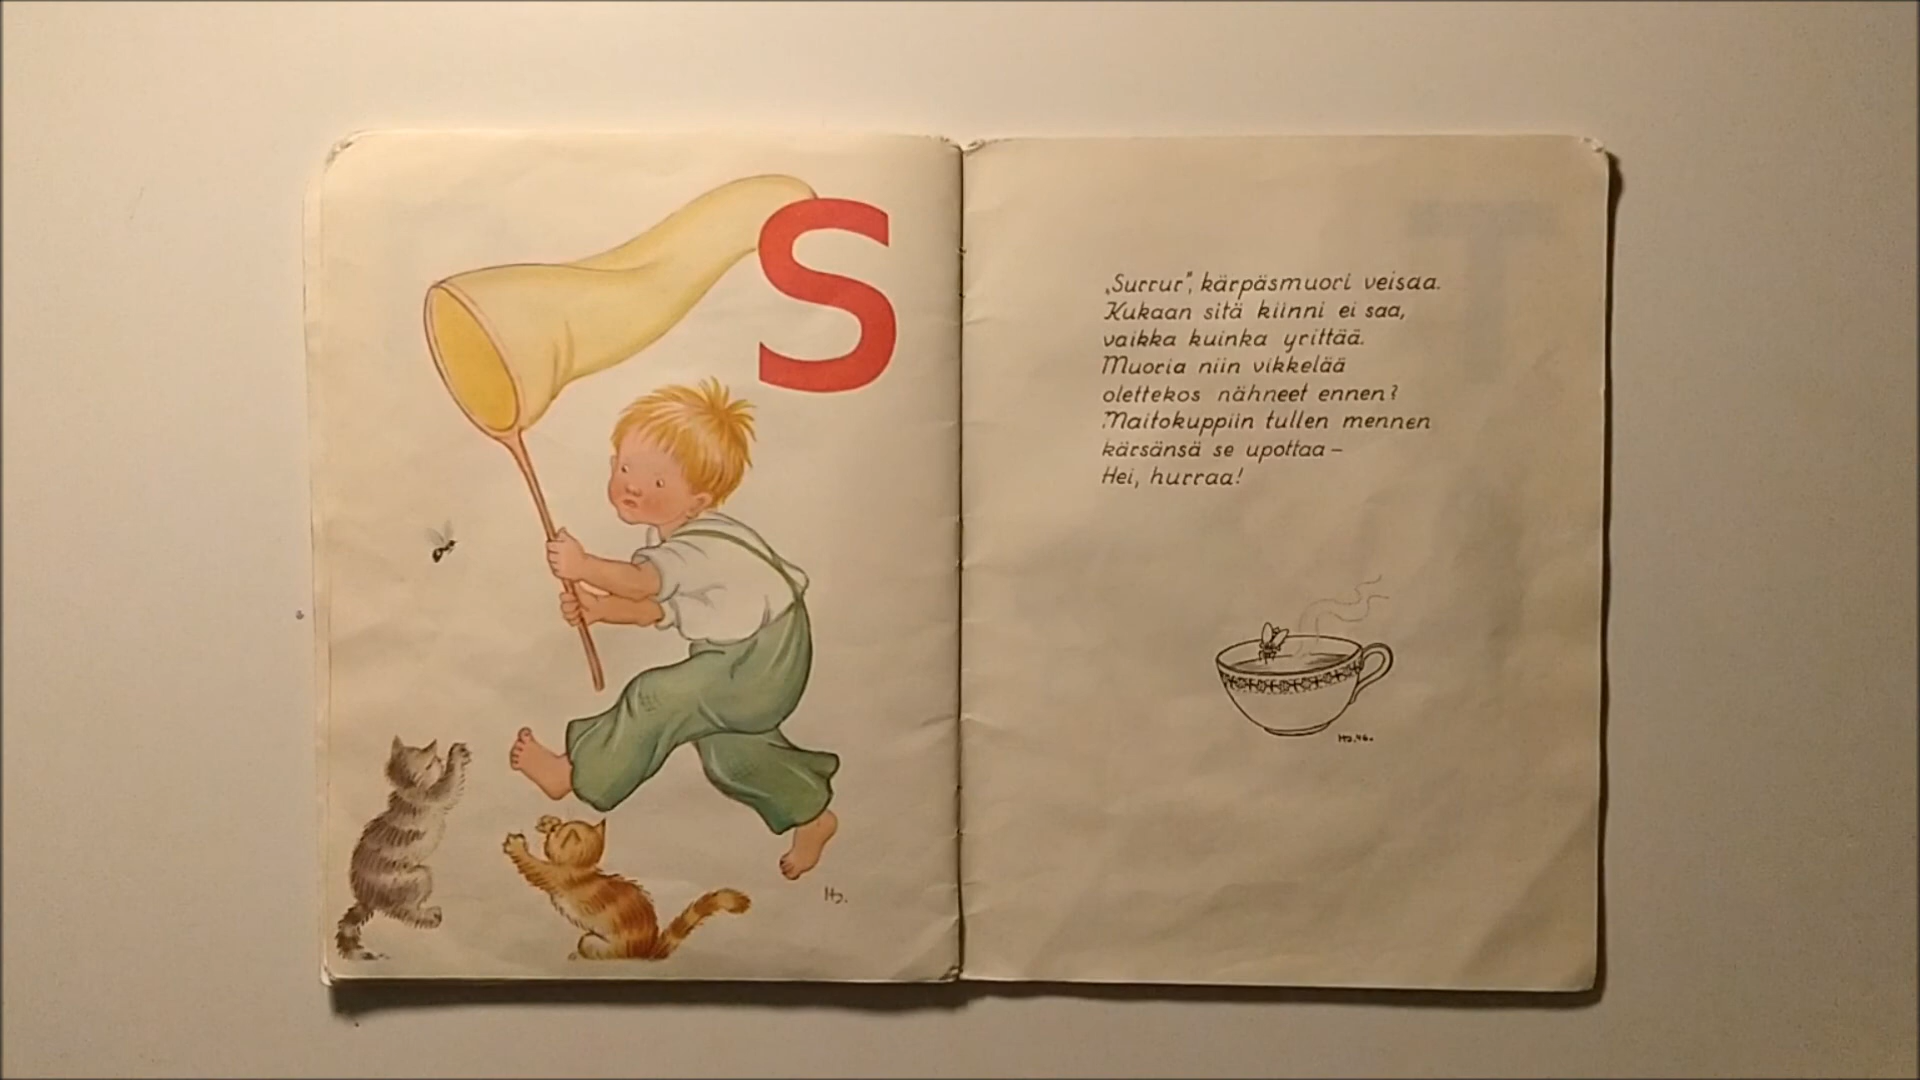 S
„Surrur", kärpäsmuori veisaa.
Kukaan sitä kiinni ei saa,
vaikka kuinka yrittää.
Muoria niin vikkelää
olettekos nähneet ennen?
Maitokuppiin tullen mennen
kärsänsä se upottaa –
Hei, hurraa!